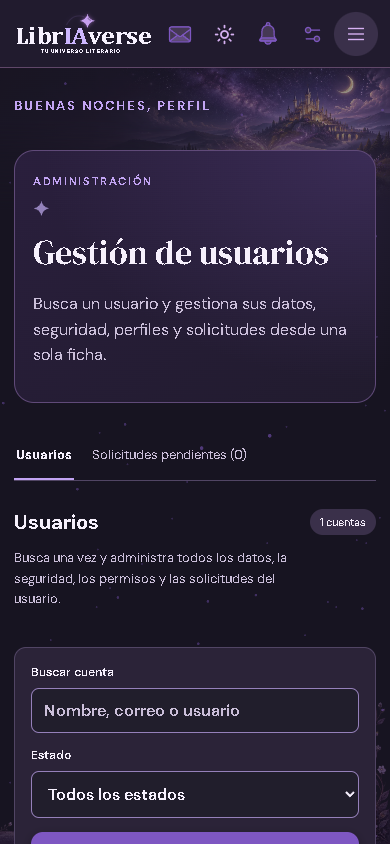 LibrIAverse
TU UNIVERSO LITERARIO
BUENAS NOCHES, PERFIL
ADMINISTRACIÓN
Gestión de usuarios
Busca un usuario y gestiona sus datos,
seguridad, perfiles y solicitudes desde una
sola ficha.
Usuarios
Solicitudes pendientes (0)
Usuarios
1 cuentas
Busca una vez y administra todos los datos, la
seguridad, los permisos y las solicitudes del
usuario.
Buscar cuenta
Nombre, correo o usuario
Estado
Todos los estados